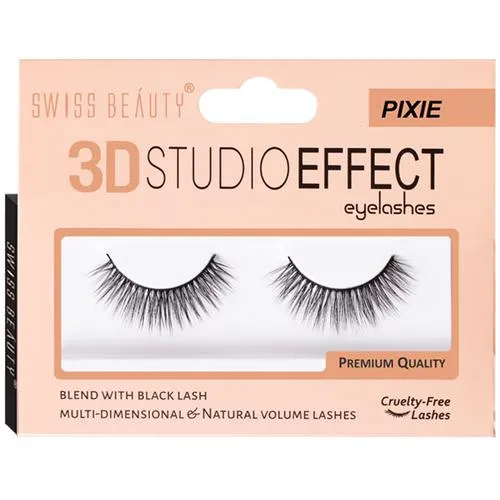 SWISS BEÁUTY®
PIXIE
3D STUDIO EFFECT
eyelashes
SWISS BEAUTY
PREMIUM QUALITY
BLEND WITH BLACK LASH
MULTI-DIMENSIONAL & NATURAL VOLUME LASHES
Cruelty-Free
Lashes